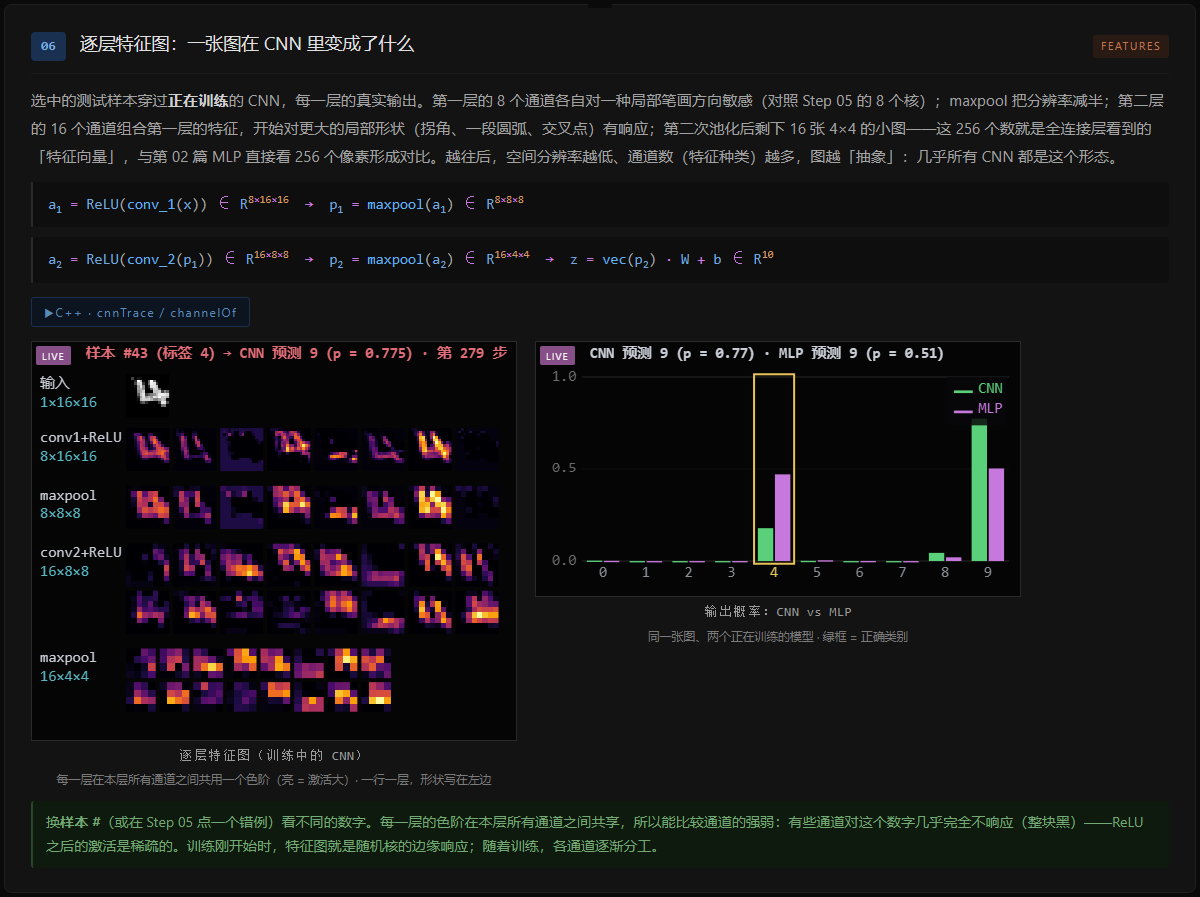 06
逐层特征图：一张图在 CNN 里变成了什么
FEATURES
选中的测试样本穿过正在训练的 CNN，每一层的真实输出。第一层的 8 个通道各自对一种局部笔画方向敏感（对照 Step 05 的 8 个核）；maxpool 把分辨率减半；第二层
的 16 个通道组合第一层的特征，开始对更大的局部形状（拐角、一段圆弧、交叉点）有响应；第二次池化后剩下 16 张 4×4 的小图——这 256 个数就是全连接层看到的
「特征向量」，与第 02 篇 MLP 直接看 256 个像素形成对比。越往后，空间分辨率越低、通道数（特征种类）越多，图越「抽象」：几乎所有 CNN 都是这个形态。
a₁ = ReLU(conv_1(x)) ∈ R⁸ˣ¹⁶ˣ¹⁶ → p₁ = maxpool(a₁) ∈ R⁸ˣ⁸ˣ⁸
a₂ = ReLU(conv_2(p₁)) ∈ R¹⁶ˣ⁸ˣ⁸ → p₂ = maxpool(a₂) ∈ R¹⁶ˣ⁴ˣ⁴ → z = vec(p₂) · W + b ∈ R¹⁰
▶C++ · cnnTrace / channelOf
LIVE
样本 #43 (标签 4) → CNN 预测 9 (p = 0.775) · 第 279 步
输入
1×16×16
conv1+ReLU
8×16×16
maxpool
8×8×8
conv2+ReLU
16×8×8
maxpool
16×4×4
逐层特征图（训练中的 CNN）
每一层在本层所有通道之间共用一个色阶（亮 = 激活大）· 一行一层，形状写在左边
LIVE
CNN 预测 9 (p = 0.77) · MLP 预测 9 (p = 0.51)
1.0
0.5
0.0
CNN
MLP
0 1 2 3 4 5 6 7 8 9
输出概率：CNN vs MLP
同一张图、两个正在训练的模型 · 绿框 = 正确类别
换样本 #（或在 Step 05 点一个错例）看不同的数字。每一层的色阶在本层所有通道之间共享，所以能比较通道的强弱：有些通道对这个数字几乎完全不响应（整块黑）——ReLU
之后的激活是稀疏的。训练刚开始时，特征图就是随机核的边缘响应；随着训练，各通道逐渐分工。